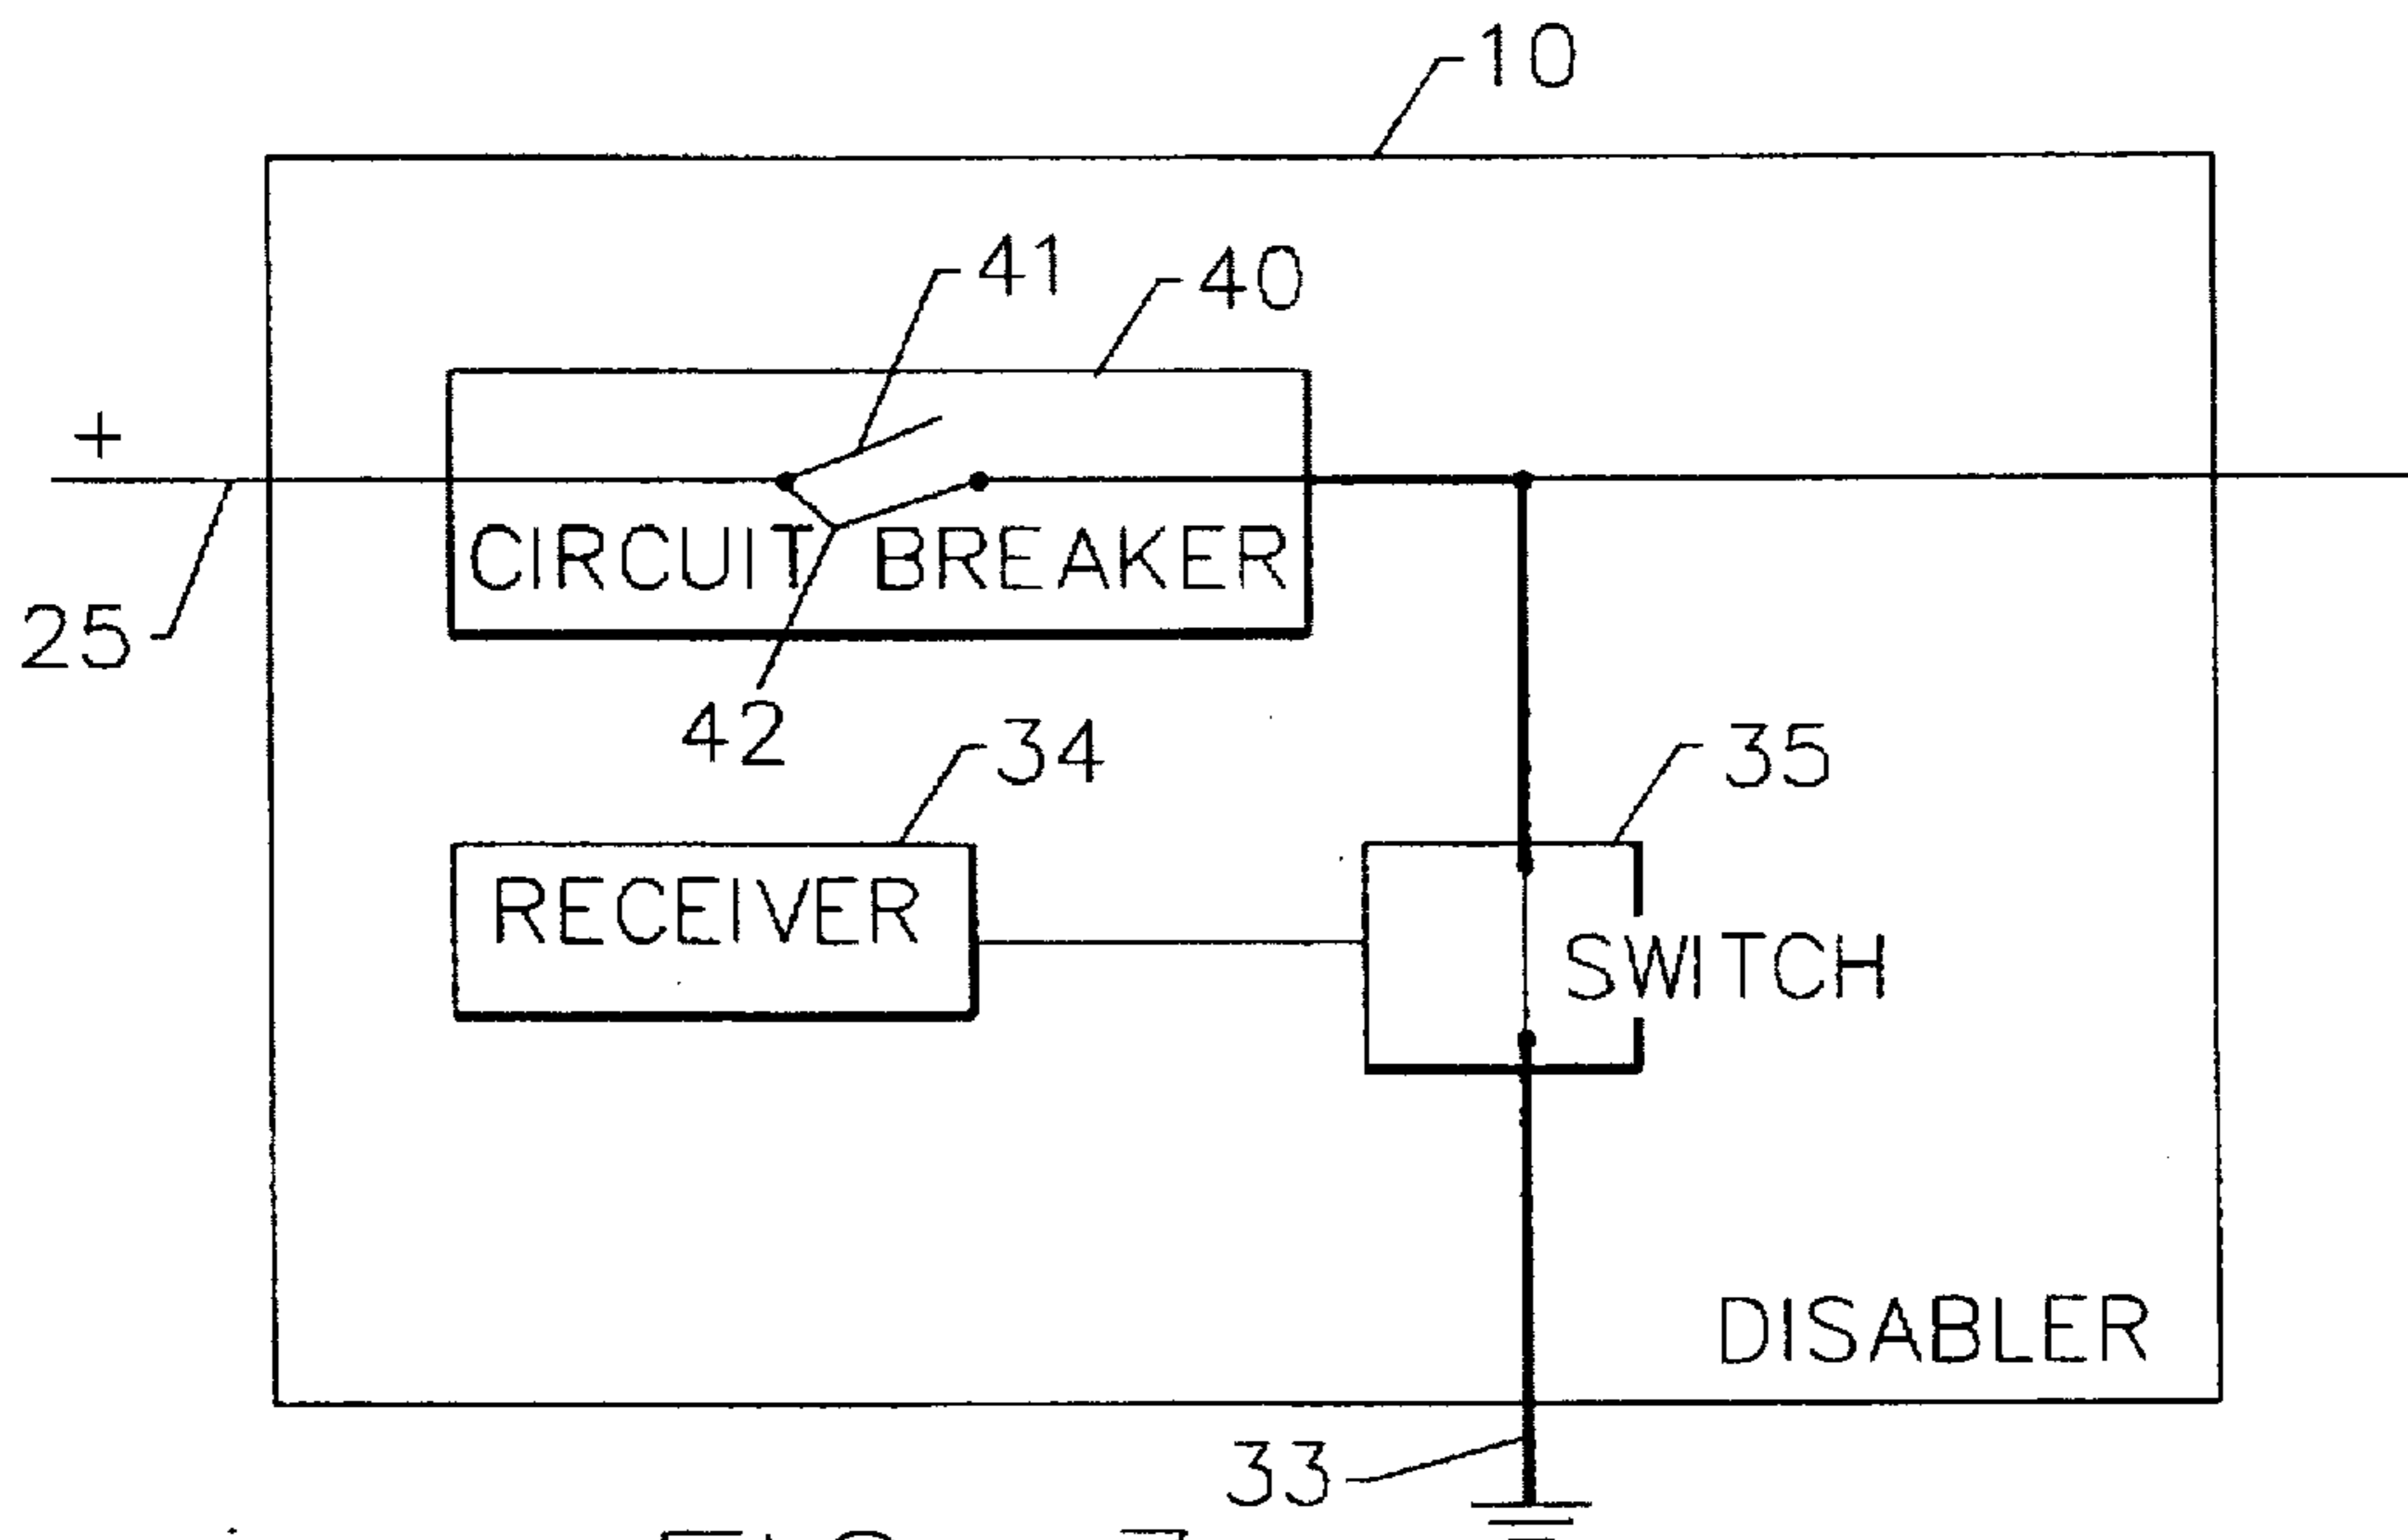 10
41
40
+
CIRCUIT BREAKER
25
42
34
35
RECEIVER
SWITCH
DISABLER
33